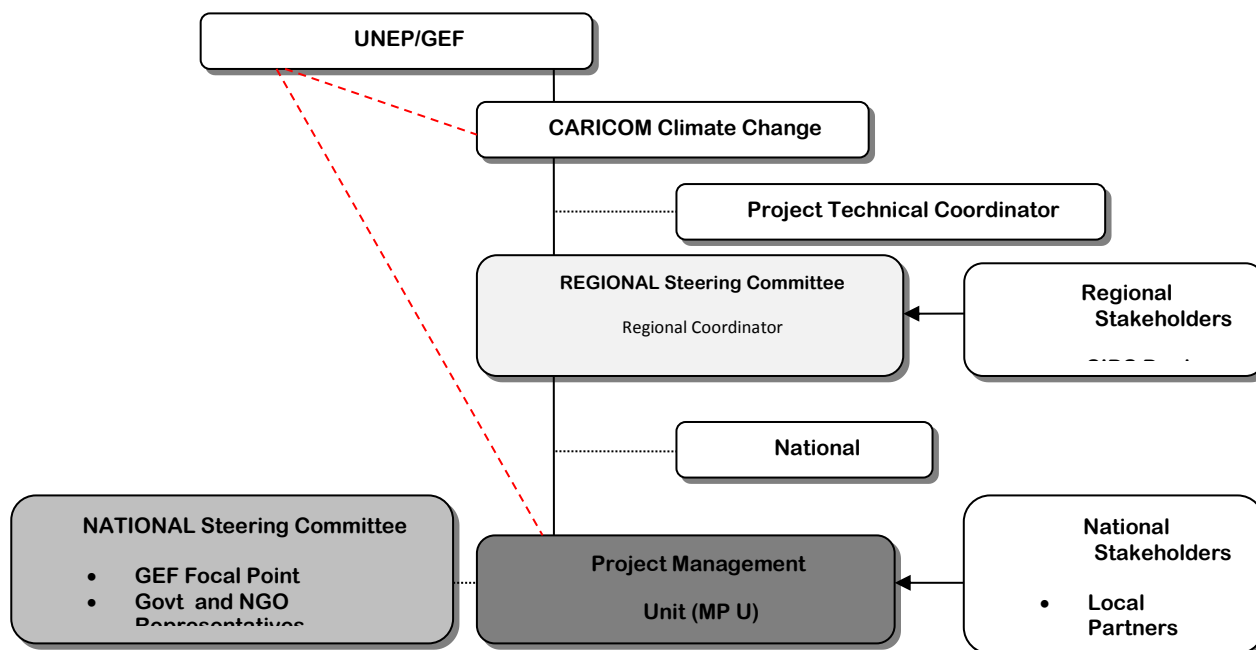 UNEP/GEF
CARICOM Climate Change
Project Technical Coordinator
REGIONAL Steering Committee
Regional Coordinator
Regional
Stakeholders
National
NATIONAL Steering Committee
• GEF Focal Point
• Govt and NGO
Representatives
Project Management
Unit (MP U)
National
Stakeholders
• Local
Partners